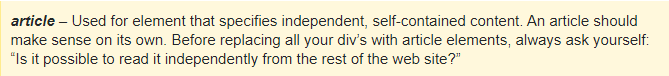 article – Used for element that specifies independent, self-contained content. An article should
make sense on its own. Before replacing all your div’s with article elements, always ask yourself:
“Is it possible to read it independently from the rest of the web site?”